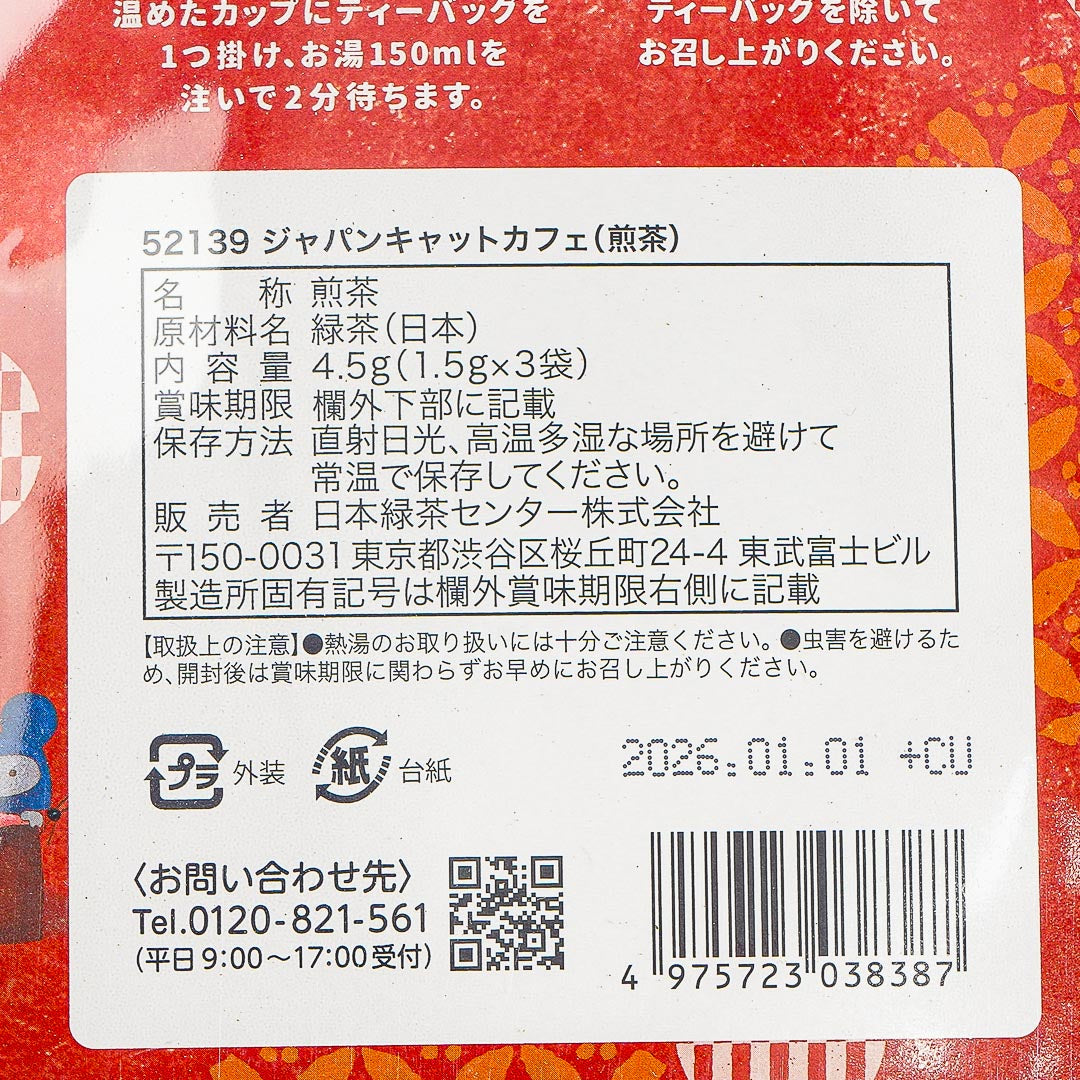 温めたカップにティーバッグを
1つ掛け、お湯150mlを
注いで2分待ちます。
ティーバッグを除いて
お召し上がりください。
52139 ジャパンキャットカフェ(煎茶)
名称 煎茶
原材料名 緑茶(日本)
内容量 4.5g(1.5g×3袋)
賞味期限 欄外下部に記載
保存方法 直射日光、高温多湿な場所を避けて
常温で保存してください。
販売者 日本緑茶センター株式会社
〒150-0031 東京都渋谷区桜丘町24-4 東武富士ビル
製造所固有記号は欄外賞味期限右側に記載
【取扱上の注意】●熱湯のお取り扱いには十分ご注意ください。●虫害を避けるた
め、開封後は賞味期限に関わらずお早めにお召し上がりください。
プラ 外装 紙 台紙
2026.01.01 +CU
〈お問い合わせ先〉
Tel.0120-821-561
(平日9:00～17:00受付)
4 975723 038387